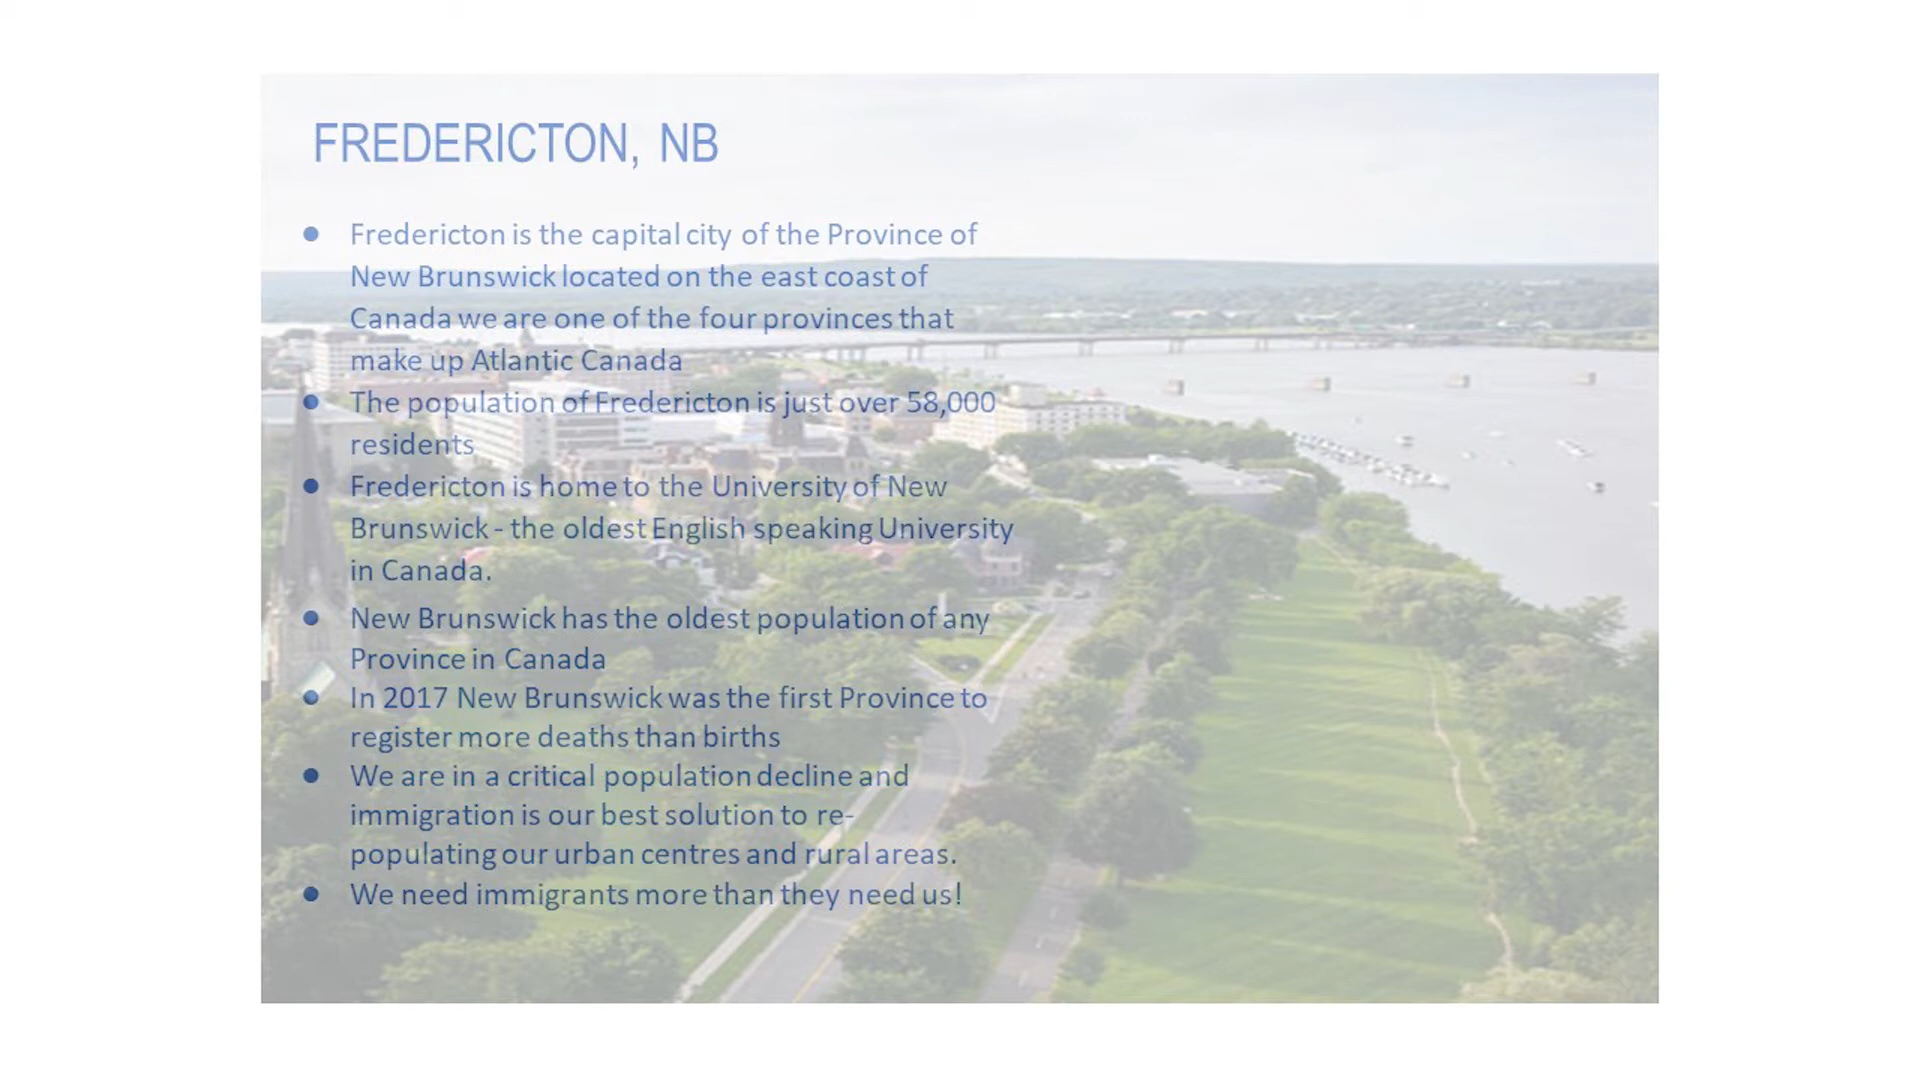 FREDERICTON, NB
● Fredericton is the capital city of the Province of
New Brunswick located on the east coast of
Canada we are one of the four provinces that
make up Atlantic Canada
● The population of Fredericton is just over 58,000
residents
● Fredericton is home to the University of New
Brunswick - the oldest English speaking University
in Canada.
● New Brunswick has the oldest population of any
Province in Canada
● In 2017 New Brunswick was the first Province to
register more deaths than births
● We are in a critical population decline and
immigration is our best solution to re-
populating our urban centres and rural areas.
● We need immigrants more than they need us!